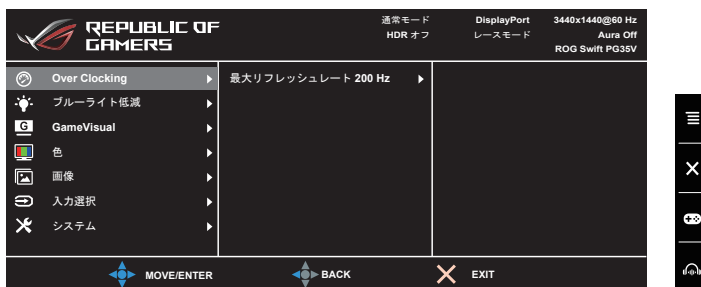 REPUBLIC OF
GAMERS
通常モード
HDR オフ
DisplayPort
レースモード
3440x1440@60 Hz
Aura Off
ROG Swift PG35V
Over Clocking
最大リフレッシュレート 200 Hz
ブルーライト低減
G GameVisual
色
画像
入力選択
システム
MOVE/ENTER
BACK
EXIT